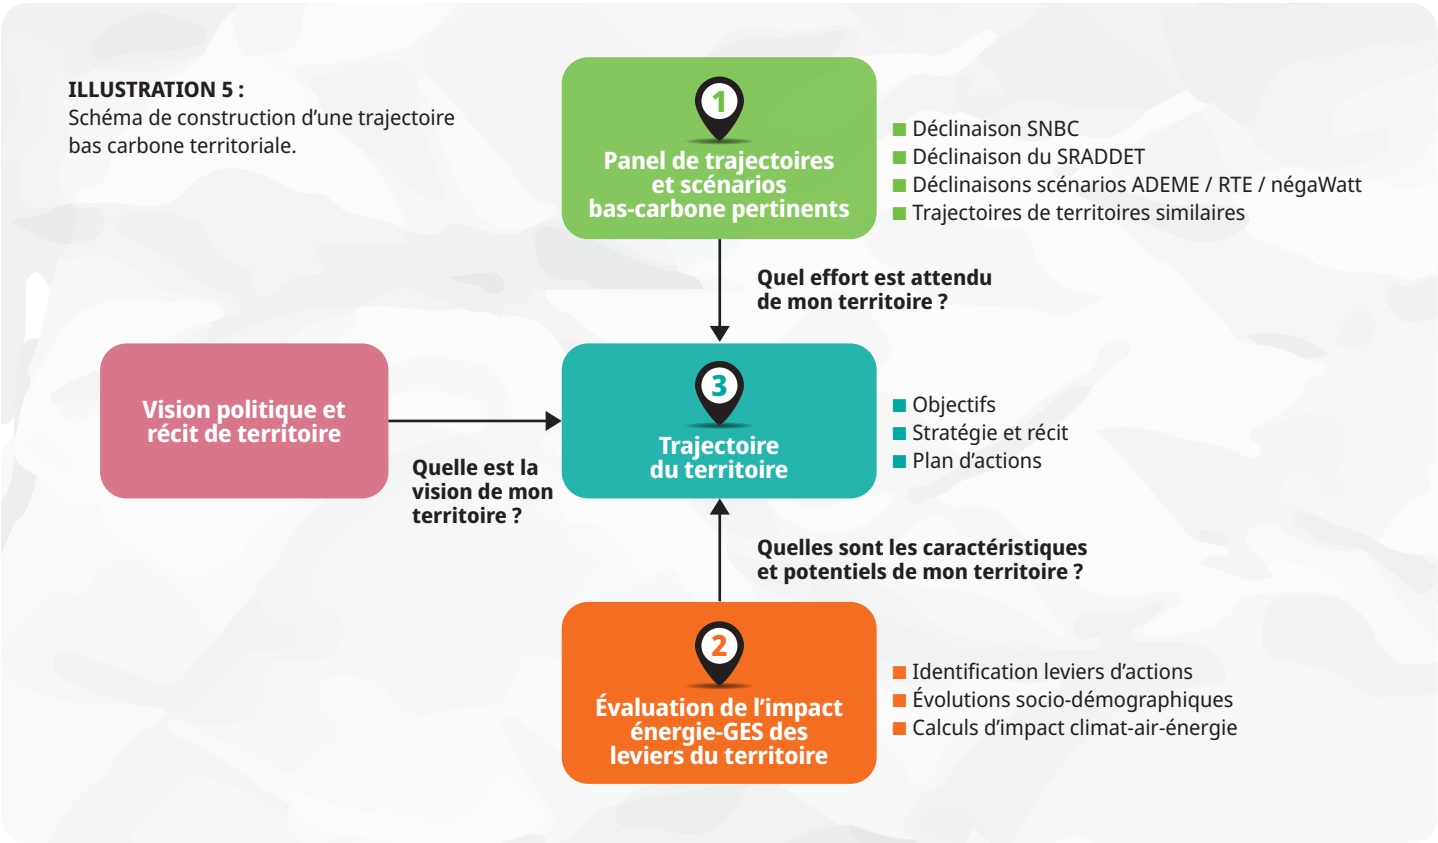 ILLUSTRATION 5 :
Schéma de construction d’une trajectoire
bas carbone territoriale.
1
Panel de trajectoires
et scénarios
bas-carbone pertinents
Déclinaison SNBC
Déclinaison du SRADDET
Déclinaisons scénarios ADEME / RTE / négaWatt
Trajectoires de territoires similaires
Quel effort est attendu
de mon territoire ?
Vision politique et
récit de territoire
Quelle est la
vision de mon
territoire ?
3
Trajectoire
du territoire
Objectifs
Stratégie et récit
Plan d’actions
Quelles sont les caractéristiques
et potentiels de mon territoire ?
2
Évaluation de l’impact
énergie-GES des
leviers du territoire
Identification leviers d’actions
Évolutions socio-démographiques
Calculs d’impact climat-air-énergie